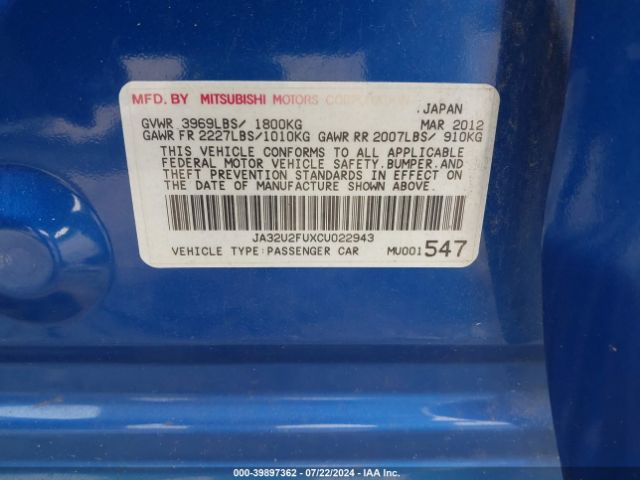 MFD. BY MITSUBISHI MOTORS CORPORATION
. JAPAN
GVWR 3969LBS/ 1800KG MAR 2012
GAWR FR 2227LBS/1010KG GAWR RR 2007LBS/ 910KG
THIS VEHICLE CONFORMS TO ALL APPLICABLE
FEDERAL MOTOR VEHICLE SAFETY.BUMPER.AND
THEFT PREVENTION STANDARDS IN EFFECT ON
THE DATE OF MANUFACTURE SHOWN ABOVE.
JA32U2FUXCU022943
VEHICLE TYPE:PASSENGER CAR MU001547
000-39897362 - 07/22/2024 - IAA Inc.